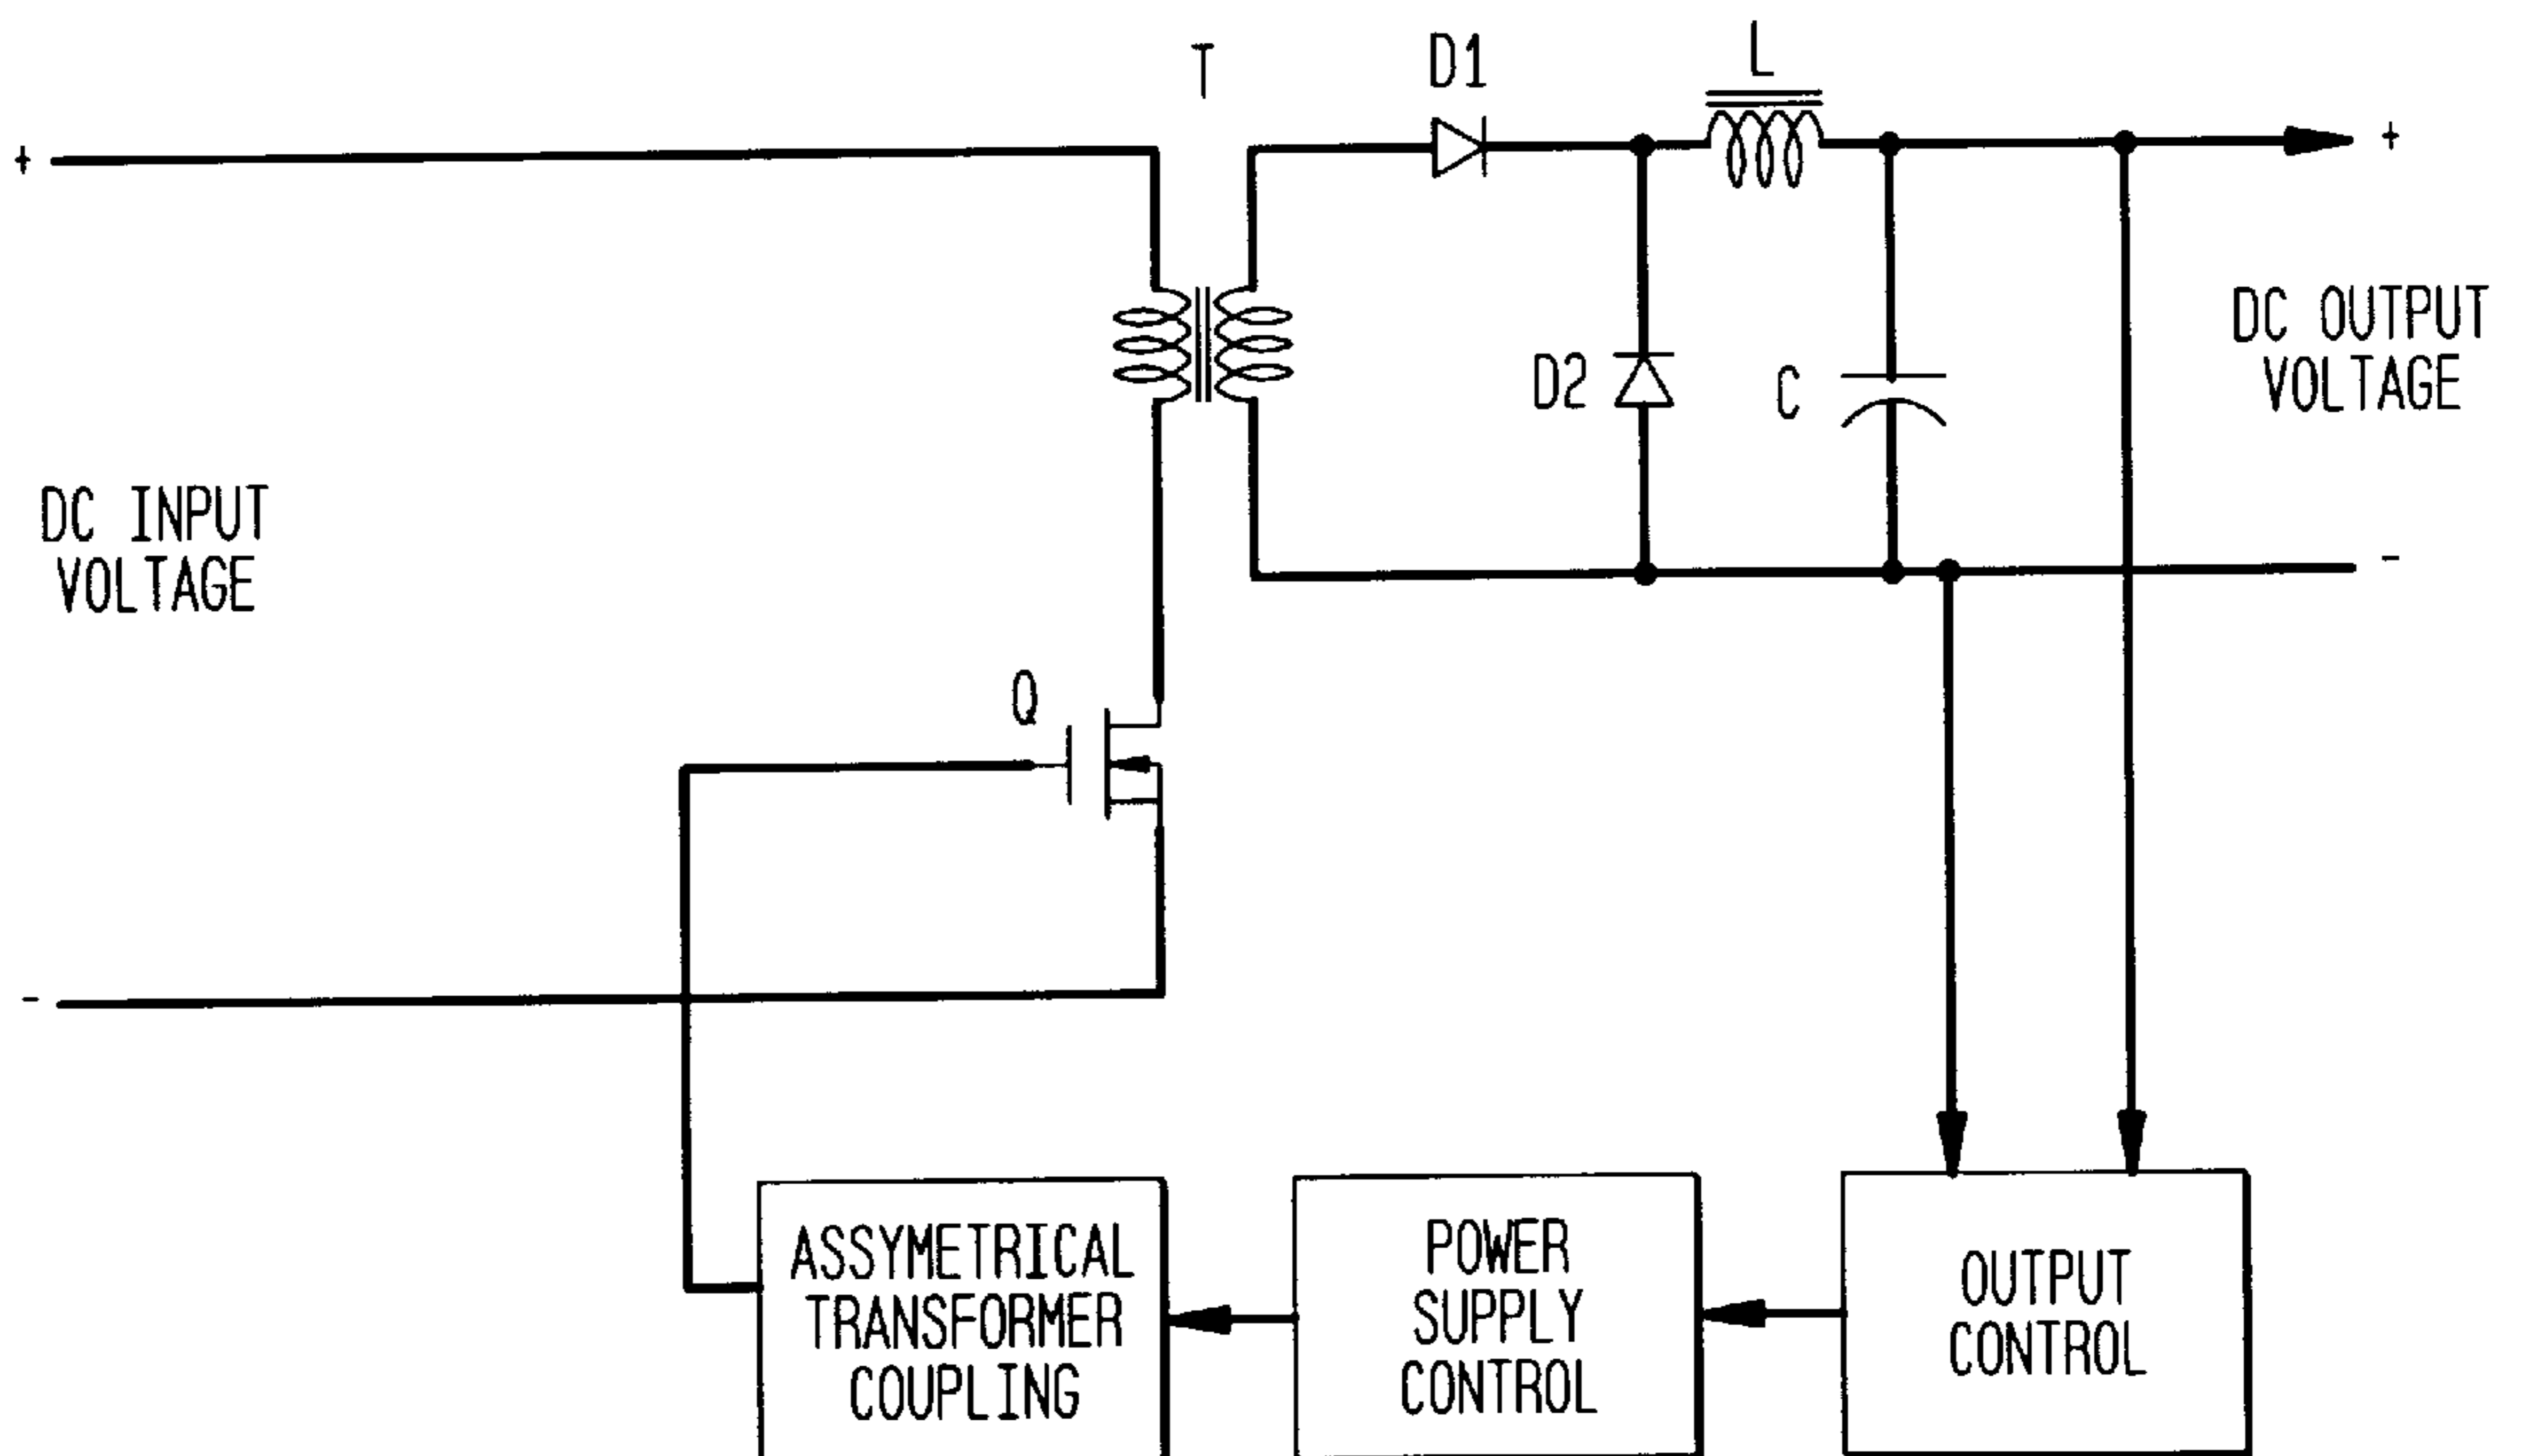 T
D1
L
+
+
DC INPUT
VOLTAGE
D2
C
DC OUTPUT
VOLTAGE
-
Q
-
ASSYMETRICAL
TRANSFORMER
COUPLING
POWER
SUPPLY
CONTROL
OUTPUT
CONTROL